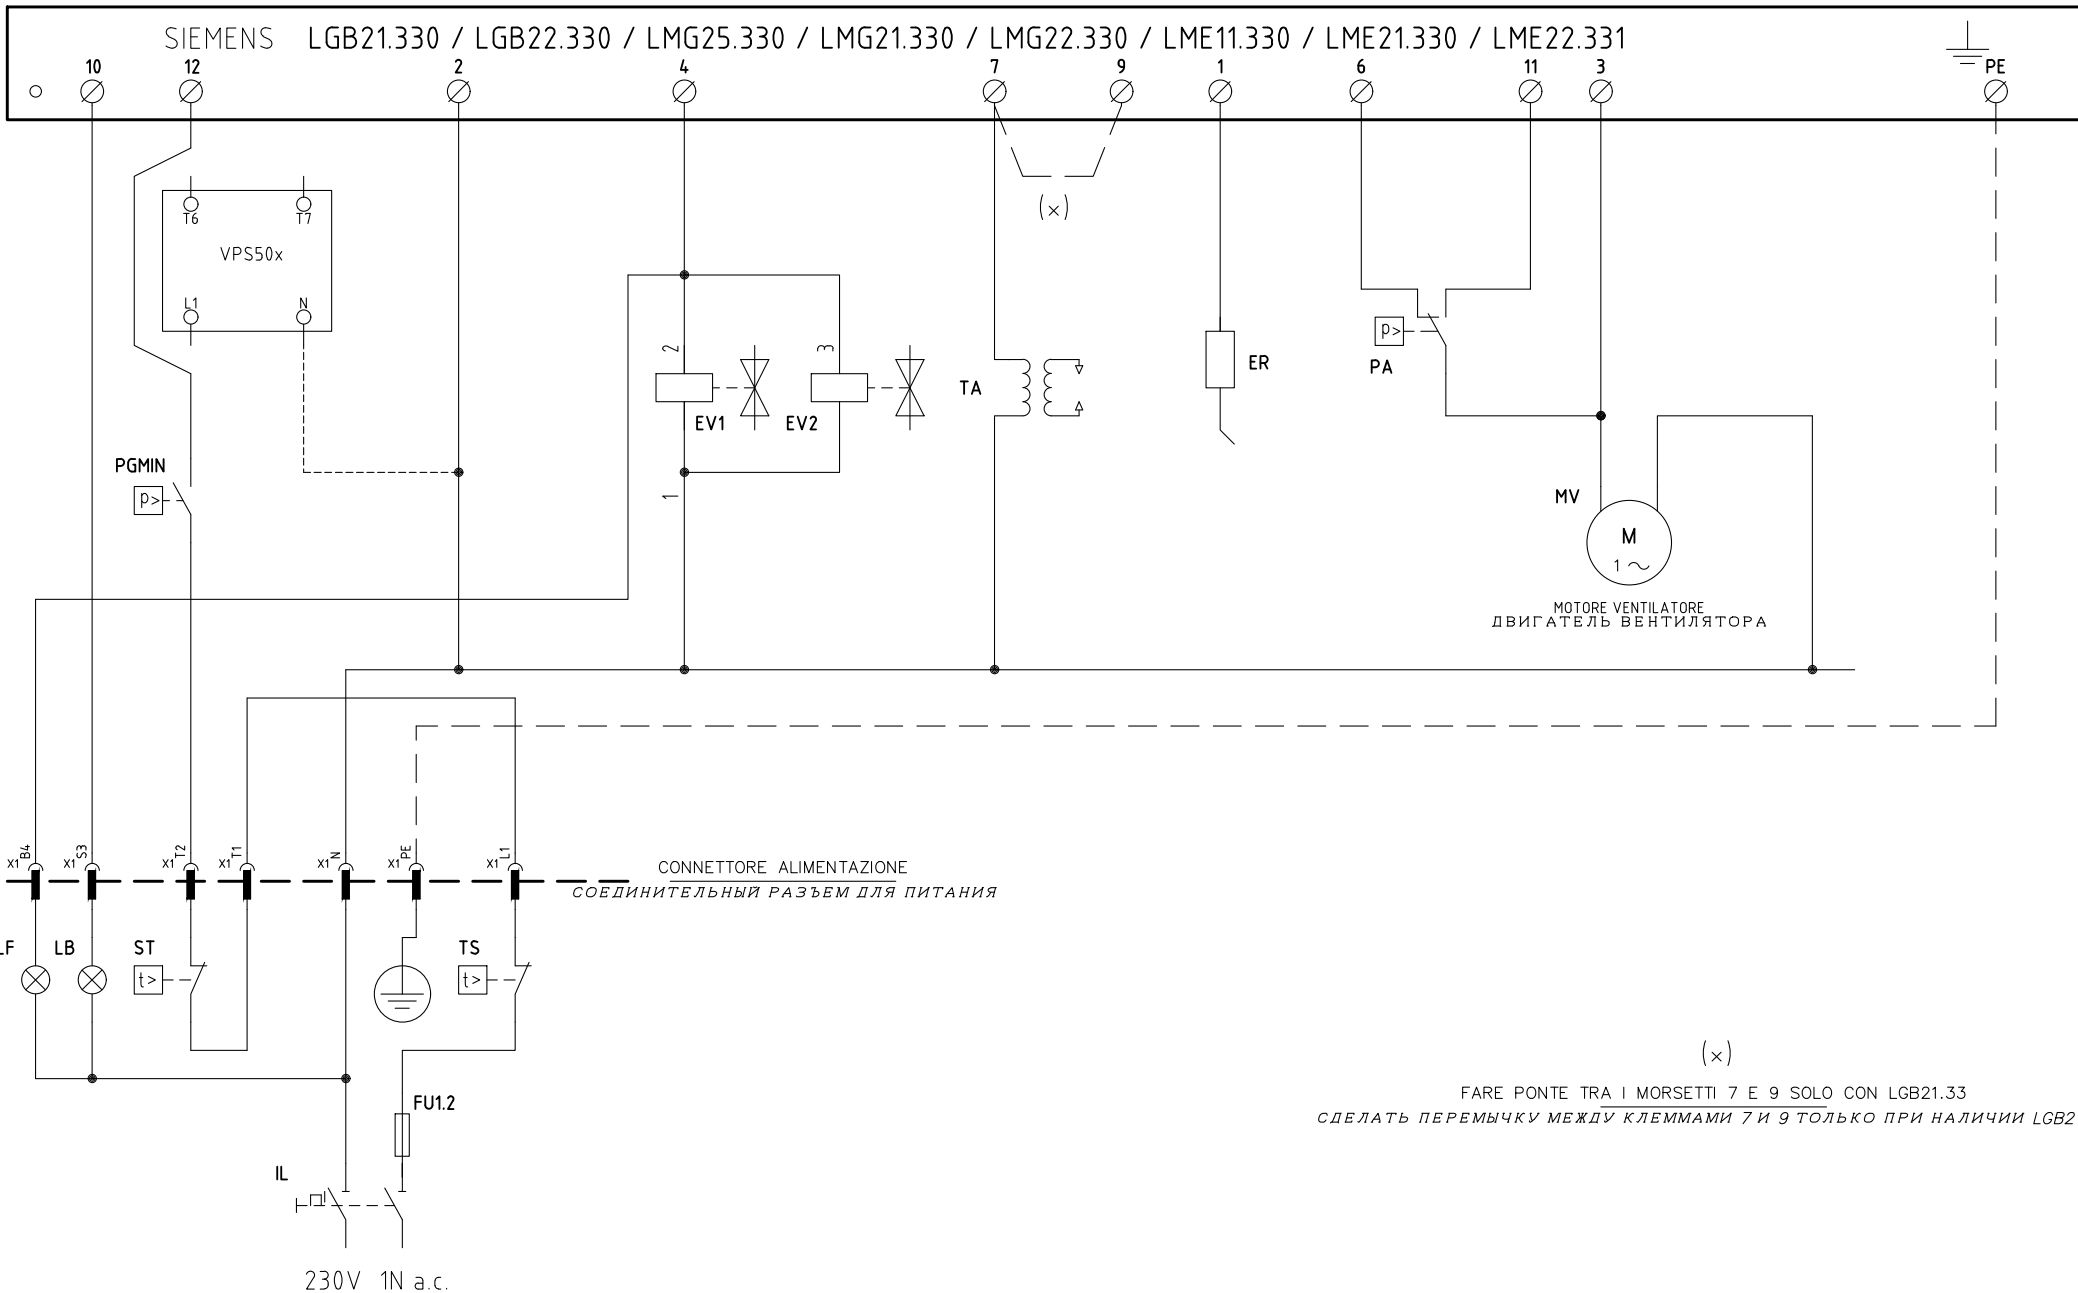 SIEMENS LGB21.330 / LGB22.330 / LMG25.330 / LMG21.330 / LMG22.330 / LME11.330 / LME21.330 / LME22.331
10 12 2 4 7 9 1 6 11 3 PE
T6 T7
(x)
VPS50x
L1 N
p>
2 3
ER
PA
TA
EV1 EV2
PGMIN
p>
1
MV
M
1~
MOTORE VENTILATORE
ДВИГАТЕЛЬ ВЕНТИЛЯТОРА
X1 B4 X1 S3 X1 T2 X1 T1 X1 N X1 PE X1 L1
CONNETTORE ALIMENTAZIONE
СОЕДИНИТЕЛЬНЫЙ РАЗЪЕМ ДЛЯ ПИТАНИЯ
LF LB ST TS
t> t>
(x)
FARE PONTE TRA I MORSETTI 7 E 9 SOLO CON LGB21.33
СДЕЛАТЬ ПЕРЕМЫЧКУ МЕЖДУ КЛЕММАМИ 7 И 9 ТОЛЬКО ПРИ НАЛИЧИИ LGB2
FU1.2
IL
230V 1N a.c.